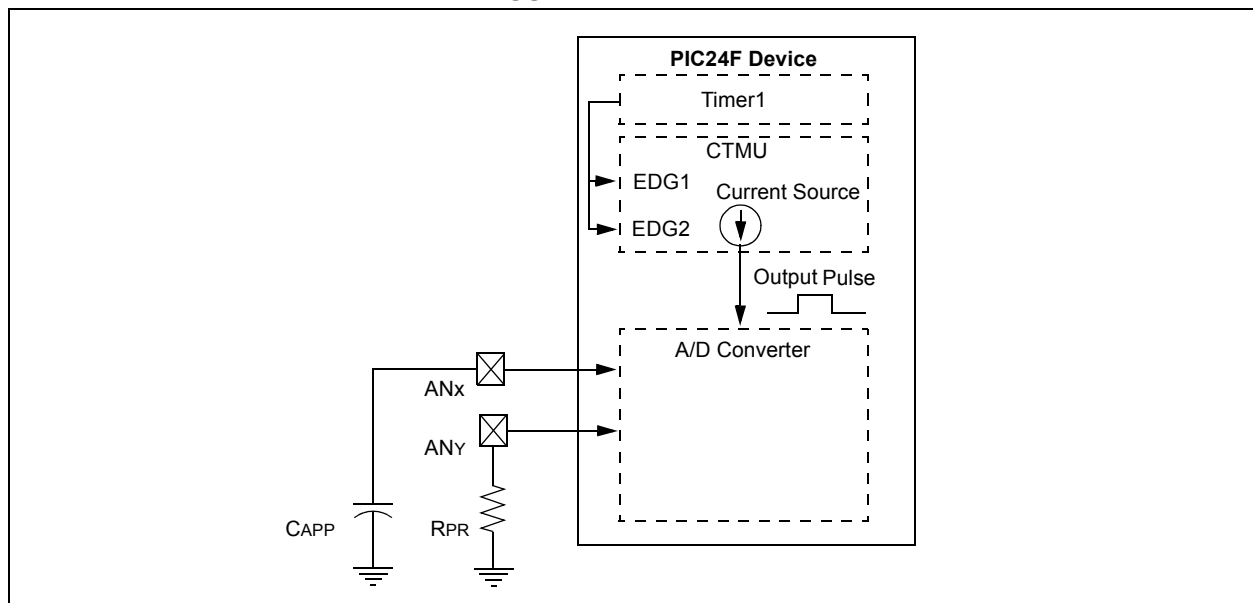 PIC24F Device
Timer1
CTMU
EDG1
Current Source
EDG2
Output Pulse
A/D Converter
ANX
ANY
CAPP
RPR